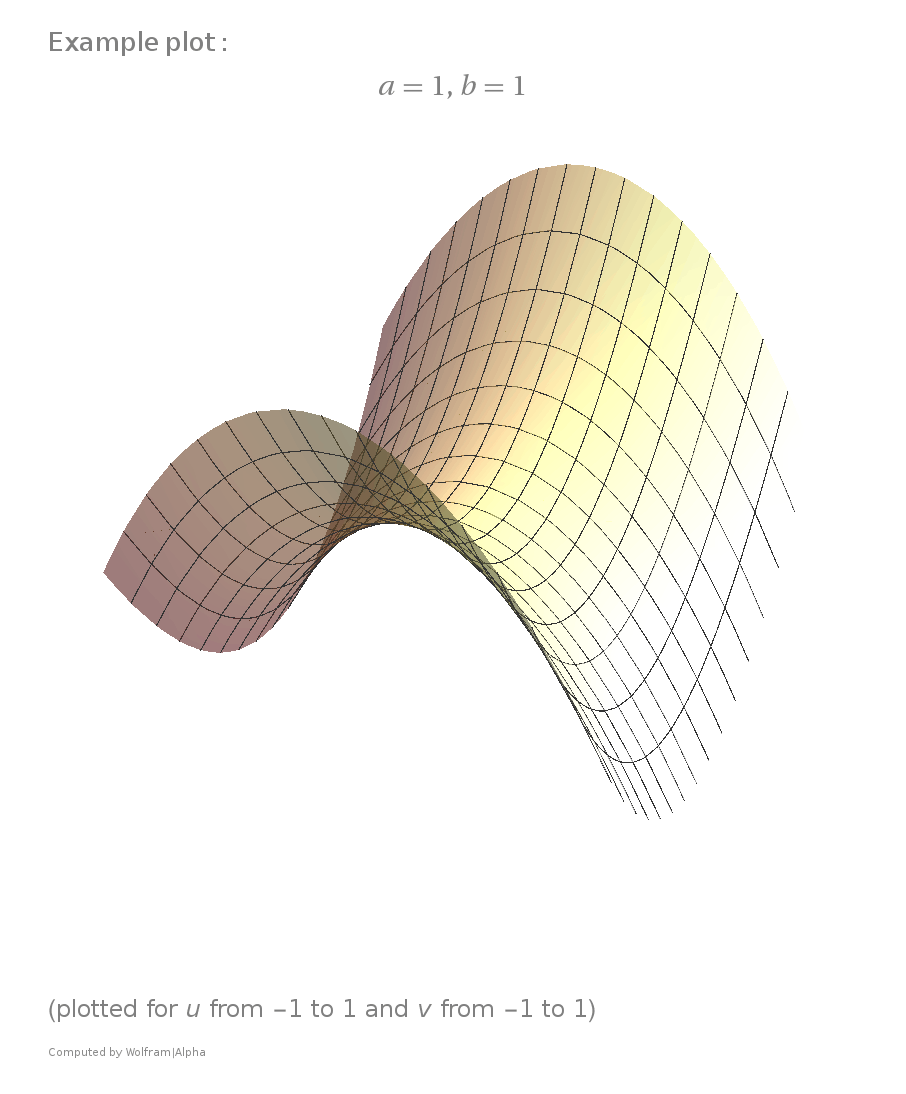 Example plot:
a = 1, b = 1
(plotted for u from −1 to 1 and v from −1 to 1)
Computed by Wolfram|Alpha